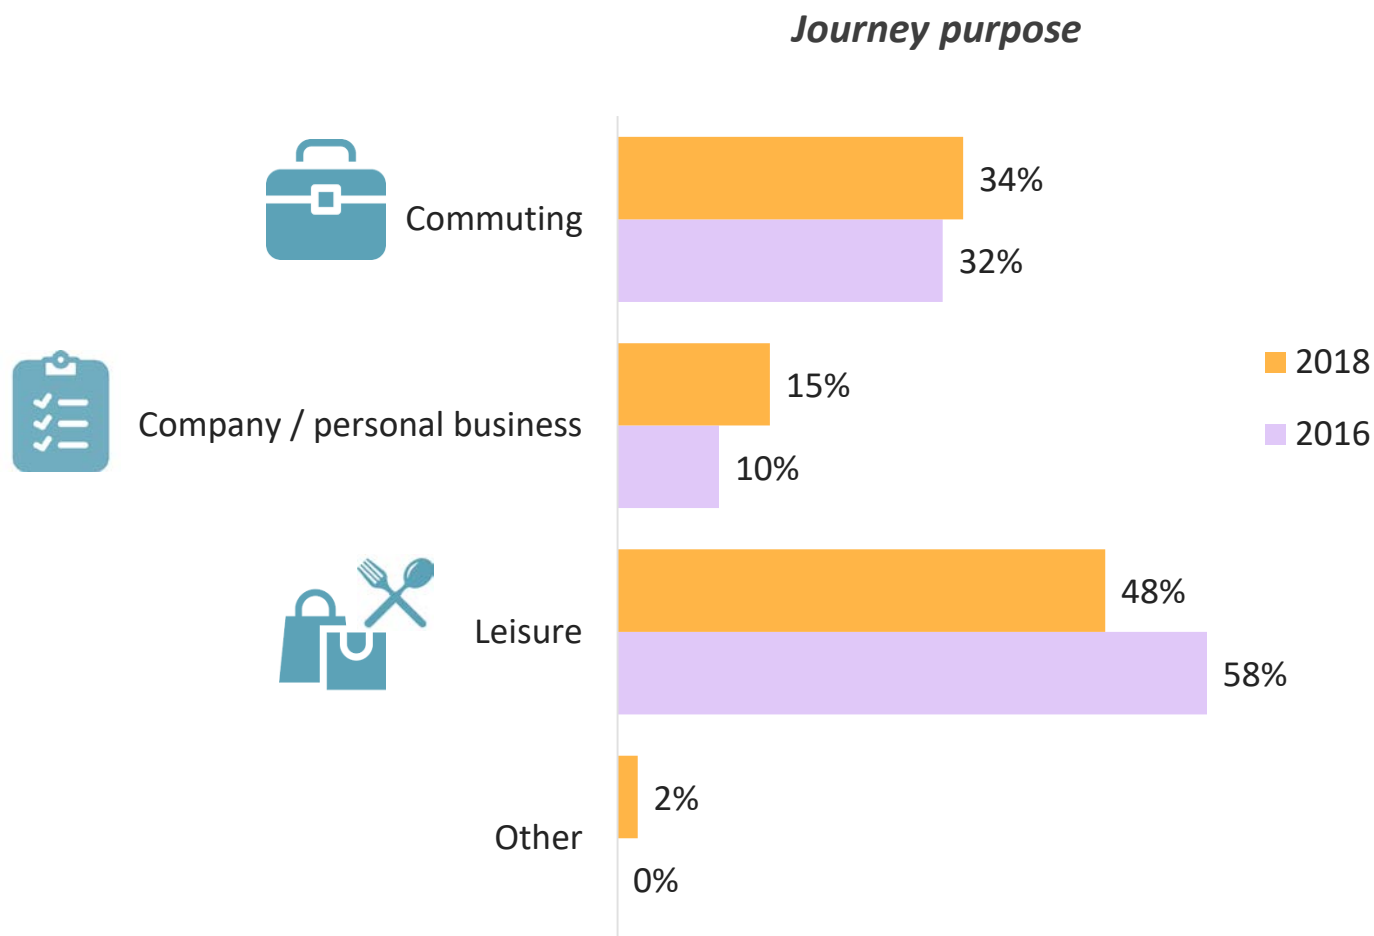 Journey purpose
34%
Commuting
32%
15%
Company / personal business
10%
2018
2016
48%
Leisure
58%
2%
Other
0%